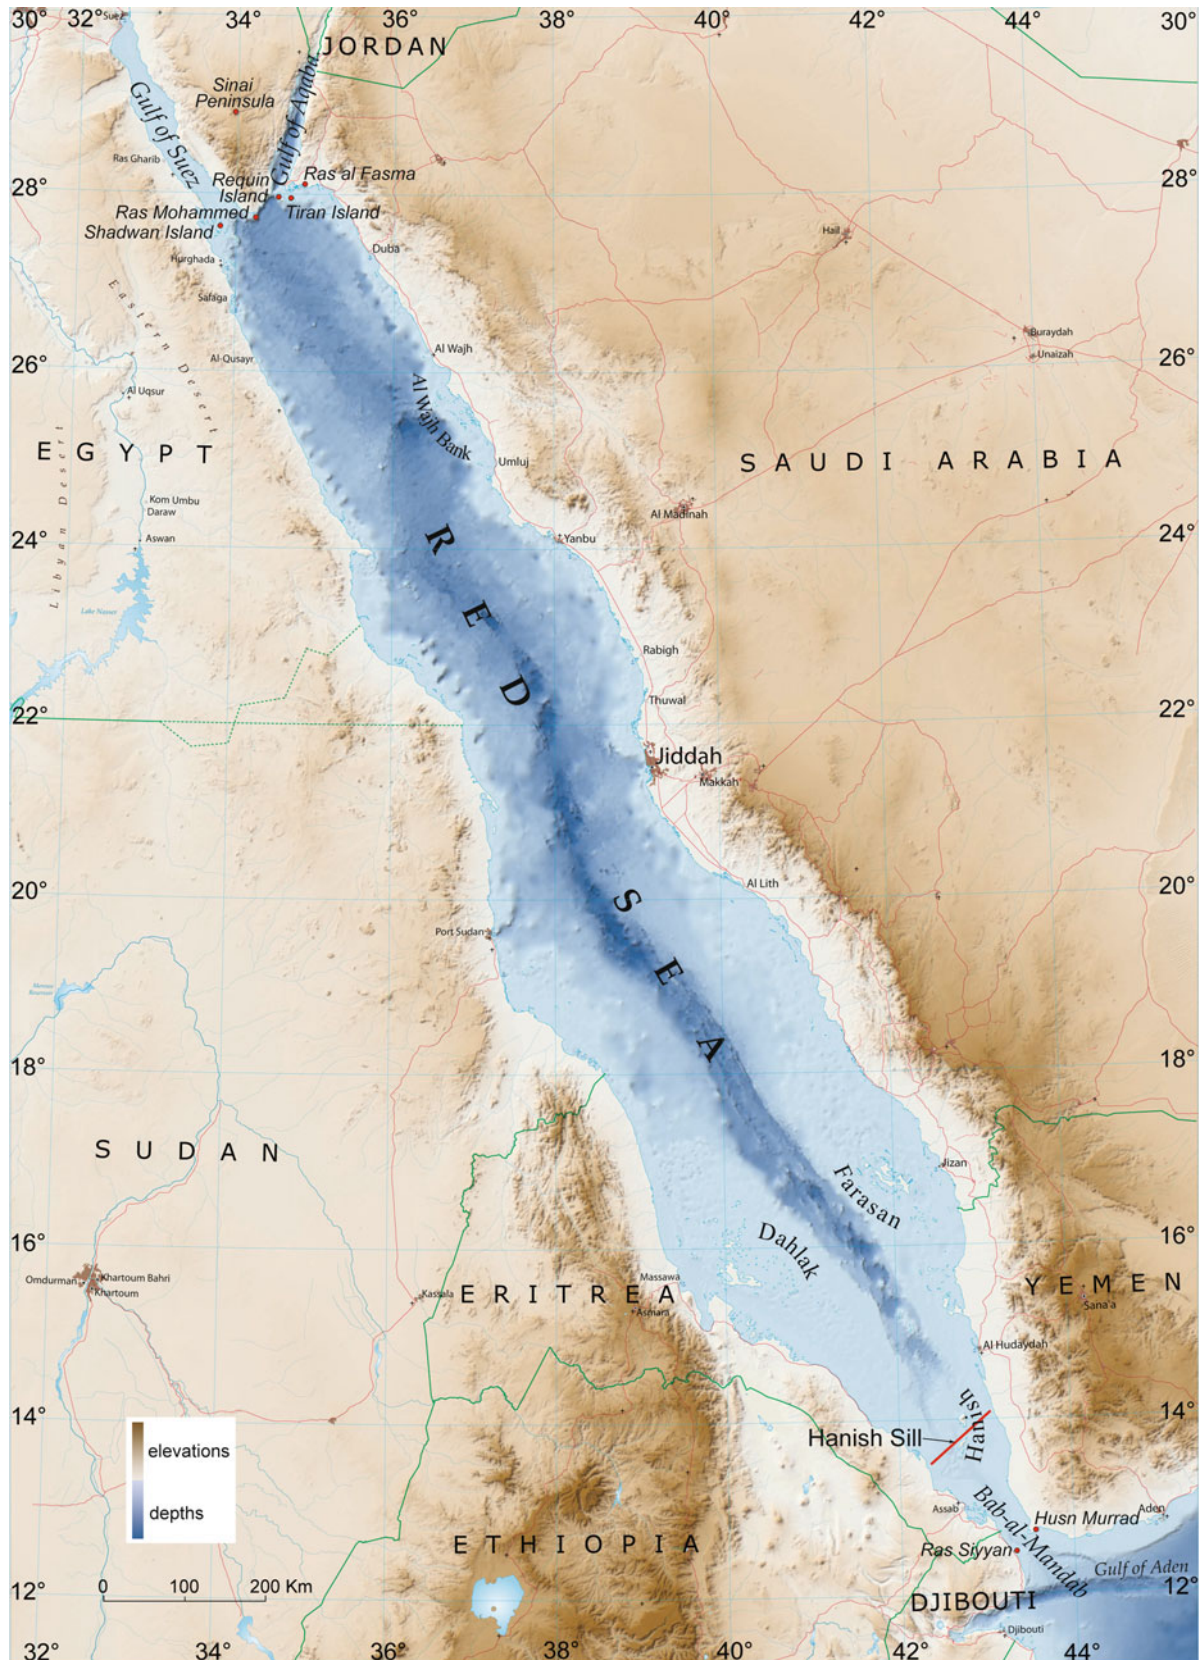 30° 32° 34° 36° 38° 40° 42° 44° 30°
Suez
JORDAN
Sinai
Peninsula
Gulf of Suez
Gulf of Aqaba
Ras Gharib
28°
28°
Requin
Island
Ras al Fasma
Ras Mohammed
Tiran Island
Shadwan Island
Hurghada
Duba
Hail
Safaga
Eastern Desert
Buraydah
Unaizah
Al-Qusayr
Al Wajh
26°
26°
Al Uqsur
Al Wajh Bank
EGYPT
Libyan Desert
Umluj
SAUDI ARABIA
Kom Umbu
Daraw
Al Madinah
24°
24°
Aswan
Yanbu
Lake Nasser
RED
Rabigh
Thuwal
22°
22°
Jiddah
Makkah
20°
20°
Al Lith
Port Sudan
SEA
18°
18°
SUDAN
Jizan
Farasan
Dahlak
16°
16°
Omdurman
Khartoum Bahri
Khartoum
Kassala
ERITREA
Massawa
Asmara
YEMEN
Sana'a
Al Hudaydah
14°
14°
Hanish
Hanish Sill
elevations
depths
Assab
Bab-al-Mandab
Husn Murrad
Aden
Ras Siyyan
ETHIOPIA
Gulf of Aden
12°
12°
0 100 200 Km
DJIBOUTI
Djibouti
32° 34° 36° 38° 40° 42° 44°